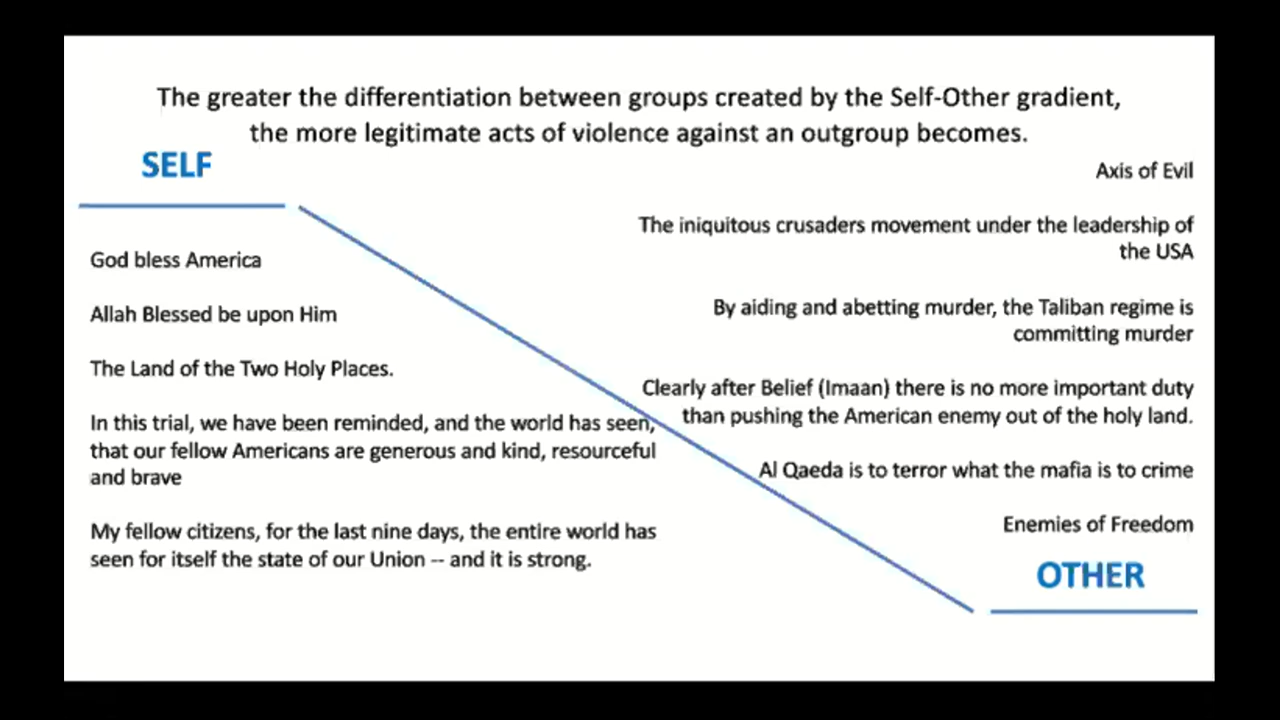 The greater the differentiation between groups created by the Self-Other gradient,
the more legitimate acts of violence against an outgroup becomes.
SELF
God bless America
Allah Blessed be upon Him
The Land of the Two Holy Places.
In this trial, we have been reminded, and the world has seen,
that our fellow Americans are generous and kind, resourceful
and brave
My fellow citizens, for the last nine days, the entire world has
seen for itself the state of our Union -- and it is strong.
Axis of Evil
The iniquitous crusaders movement under the leadership of
the USA
By aiding and abetting murder, the Taliban regime is
committing murder
Clearly after Belief (Imaan) there is no more important duty
than pushing the American enemy out of the holy land.
Al Qaeda is to terror what the mafia is to crime
Enemies of Freedom
OTHER